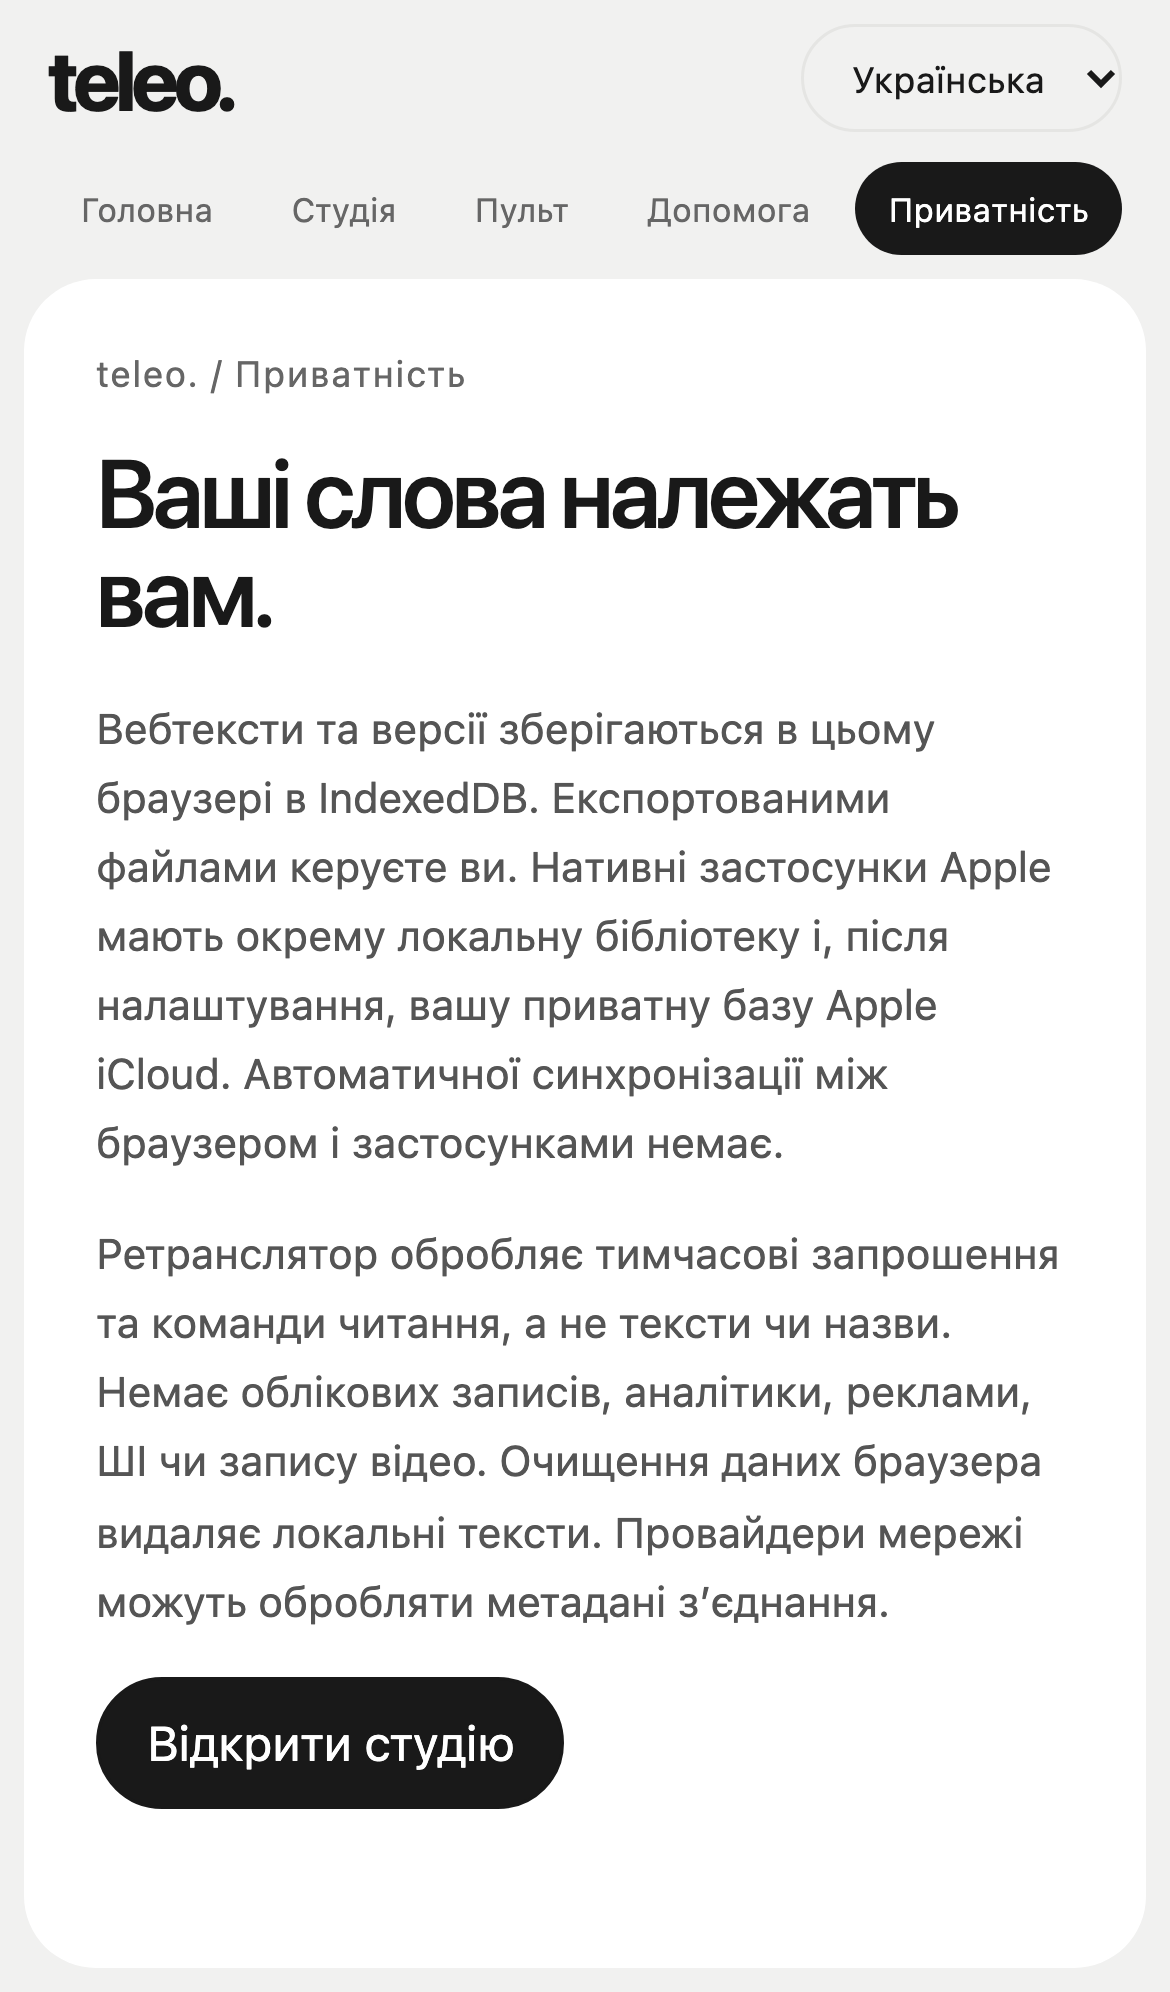 teleo.
Українська
Головна
Студія
Пульт
Допомога
Приватність
teleo. / Приватність
Ваші слова належать
вам.
Вебтексти та версії зберігаються в цьому
браузері в IndexedDB. Експортованими
файлами керуєте ви. Нативні застосунки Apple
мають окрему локальну бібліотеку і, після
налаштування, вашу приватну базу Apple
iCloud. Автоматичної синхронізації між
браузером і застосунками немає.
Ретранслятор обробляє тимчасові запрошення
та команди читання, а не тексти чи назви.
Немає облікових записів, аналітики, реклами,
ШІ чи запису відео. Очищення даних браузера
видаляє локальні тексти. Провайдери мережі
можуть обробляти метадані з’єднання.
Відкрити студію